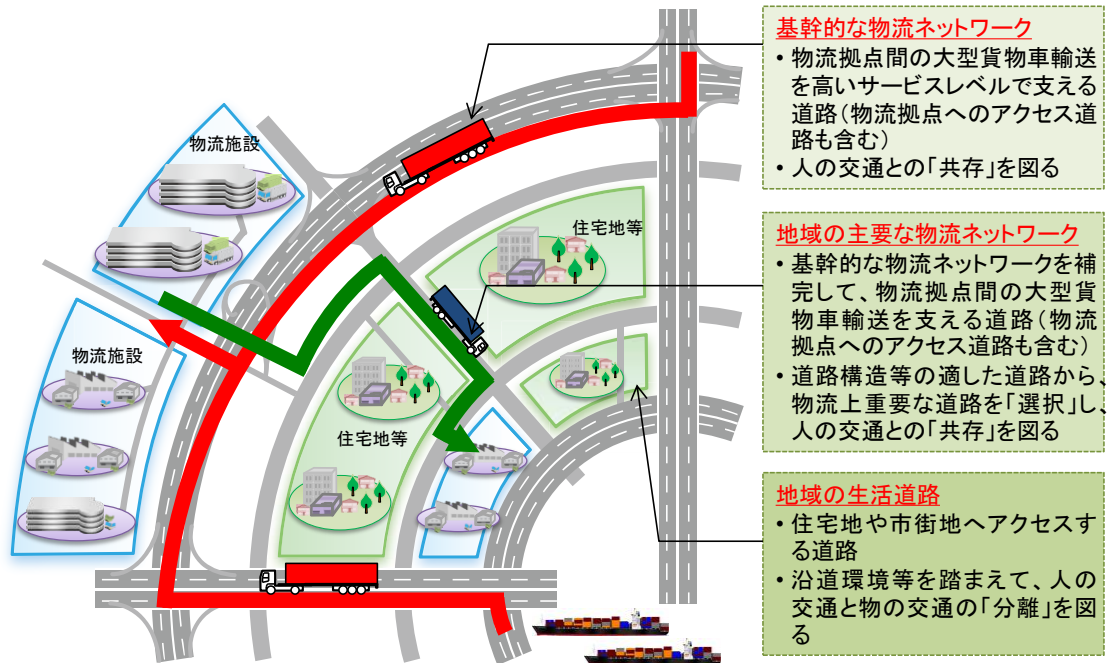 基幹的な物流ネットワーク
• 物流拠点間の大型貨物車輸送
を高いサービスレベルで支える
道路(物流拠点へのアクセス道
路も含む)
• 人の交通との「共存」を図る
物流施設
住宅地等
地域の主要な物流ネットワーク
• 基幹的な物流ネットワークを補
完して、物流拠点間の大型貨
物車輸送を支える道路(物流
拠点へのアクセス道路も含む)
• 道路構造等の適した道路から、
物流上重要な道路を「選択」し、
人の交通との「共存」を図る
物流施設
住宅地等
地域の生活道路
• 住宅地や市街地へアクセスす
る道路
• 沿道環境等を踏まえて、人の
交通と物の交通の「分離」を図
る